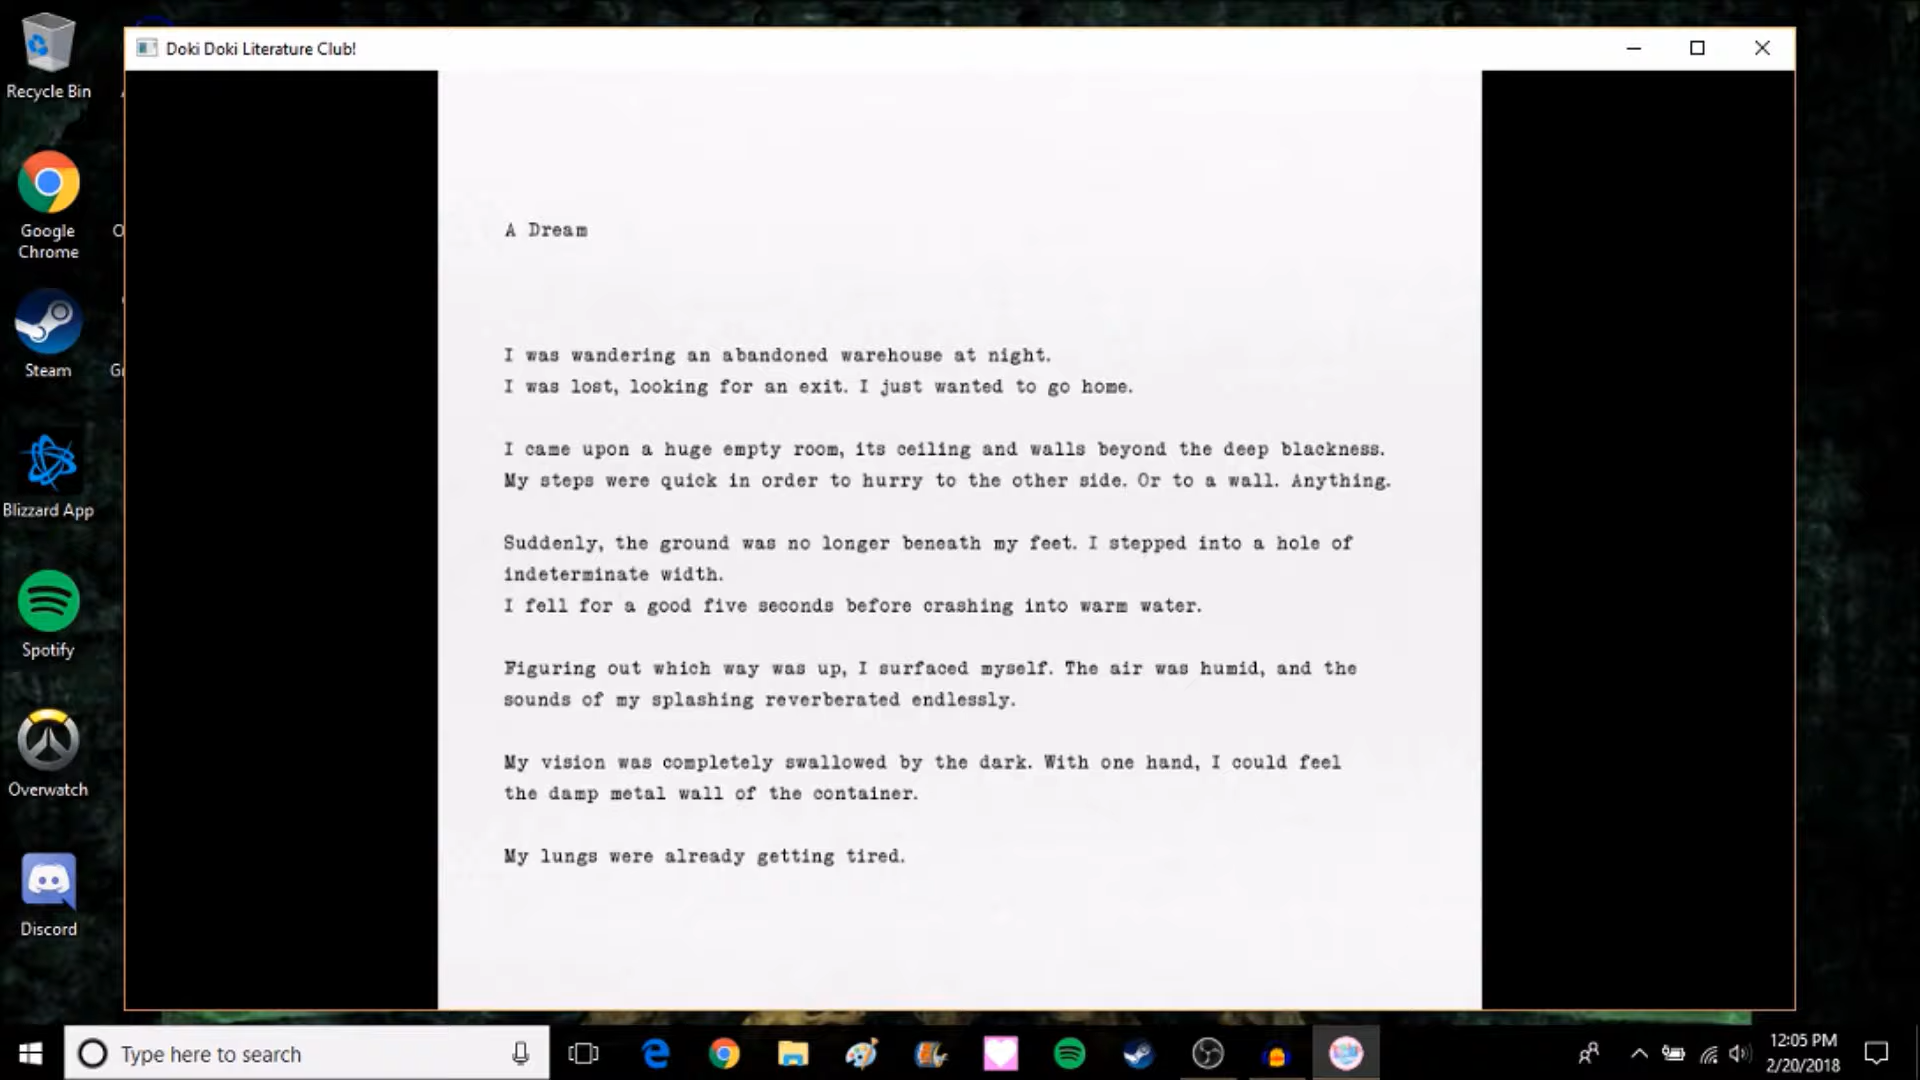 Doki Doki Literature Club!
Recycle Bin
Google
Chrome
Steam
Blizzard App
Spotify
Overwatch
Discord
A Dream
I was wandering an abandoned warehouse at night.
I was lost, looking for an exit. I just wanted to go home.
I came upon a huge empty room, its ceiling and walls beyond the deep blackness.
My steps were quick in order to hurry to the other side. Or to a wall. Anything.
Suddenly, the ground was no longer beneath my feet. I stepped into a hole of
indeterminate width.
I fell for a good five seconds before crashing into warm water.
Figuring out which way was up, I surfaced myself. The air was humid, and the
sounds of my splashing reverberated endlessly.
My vision was completely swallowed by the dark. With one hand, I could feel
the damp metal wall of the container.
My lungs were already getting tired.
Type here to search
12:05 PM
2/20/2018